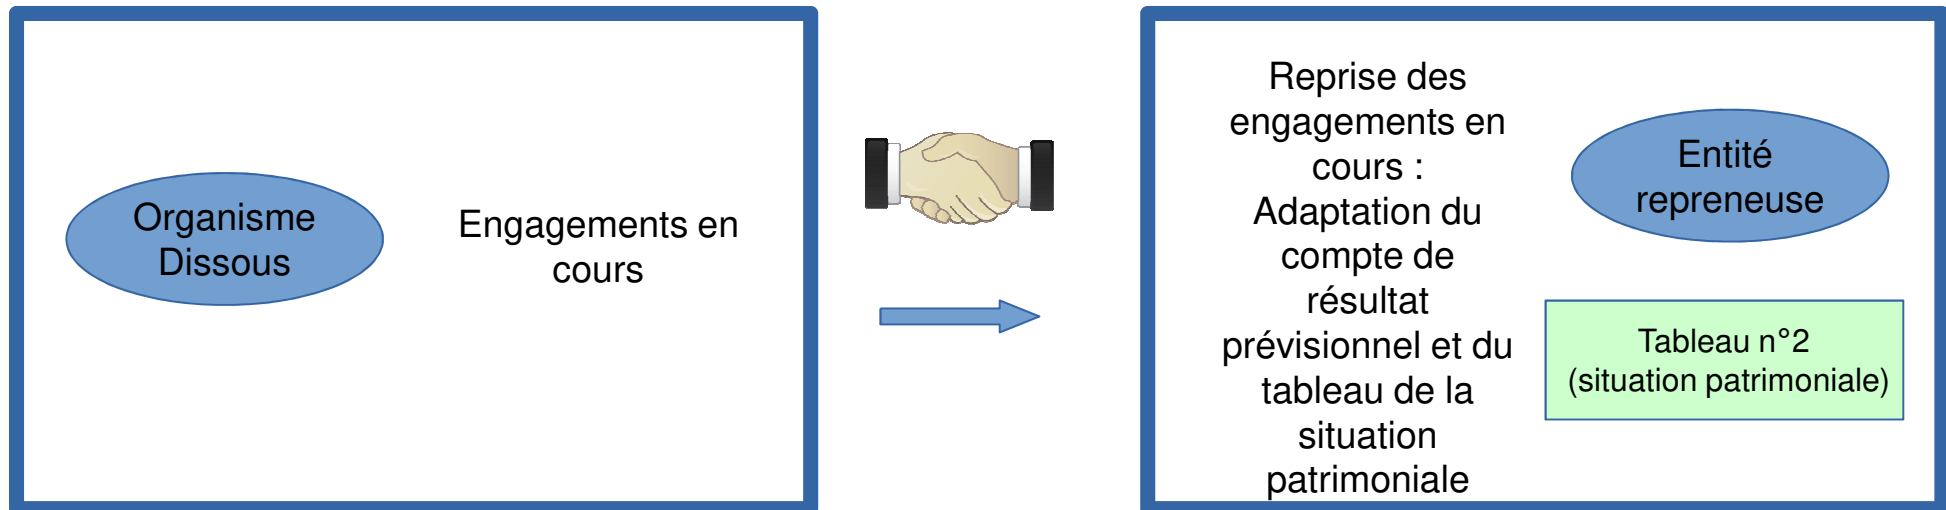 Organisme
Dissous
Engagements en
cours
Reprise des
engagements en
cours :
Adaptation du
compte de
résultat
prévisionnel et du
tableau de la
situation
patrimoniale
Entité
repreneuse
Tableau n°2
(situation patrimoniale)